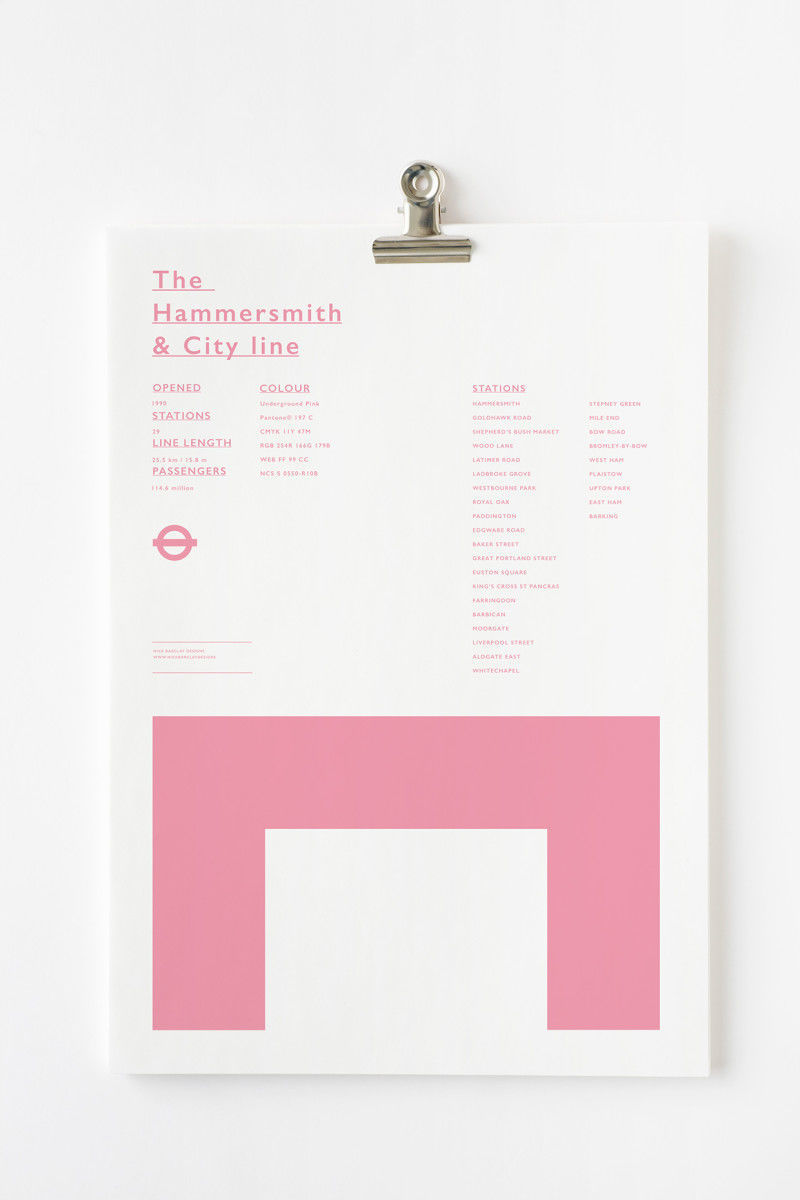 The
Hammersmith
& City line
OPENED
1990
STATIONS
29
LINE LENGTH
25.5 km / 15.8 m
PASSENGERS
114.6 million
COLOUR
Underground Pink
Pantone® 197 C
CMYK 11Y 47M
RGB 254R 166G 179B
WEB FF 99 CC
NCS S 0550-R10B
STATIONS
HAMMERSMITH
GOLDHAWK ROAD
SHEPHERD'S BUSH MARKET
WOOD LANE
LATIMER ROAD
LADBROKE GROVE
WESTBOURNE PARK
ROYAL OAK
PADDINGTON
EDGWARE ROAD
BAKER STREET
GREAT PORTLAND STREET
EUSTON SQUARE
KING'S CROSS ST PANCRAS
FARRINGDON
BARBICAN
MOORGATE
LIVERPOOL STREET
ALDGATE EAST
WHITECHAPEL
STEPNEY GREEN
MILE END
BOW ROAD
BROMLEY-BY-BOW
WEST HAM
PLAISTOW
UPTON PARK
EAST HAM
BARKING
NICK BARCLAY DESIGNS